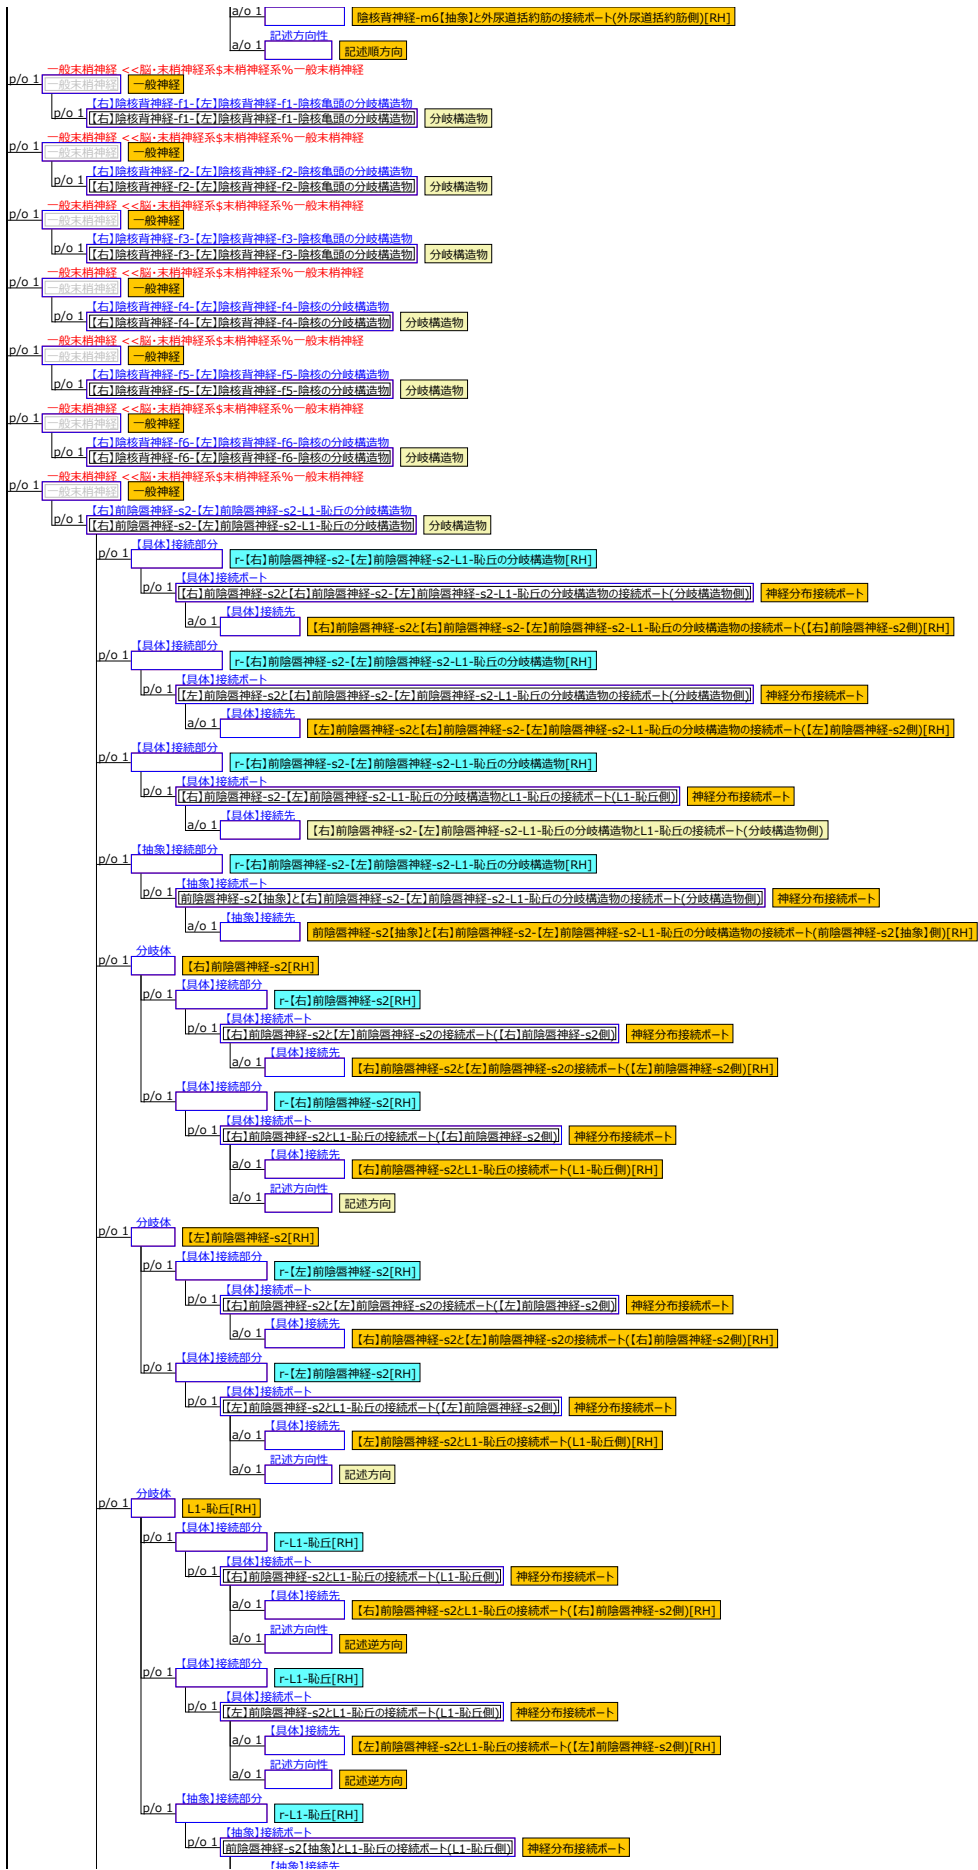 a/o 1 陰核背神経-m6【抽象】と外尿道括約筋の接続ポート(外尿道括約筋側)[RH]
記述方向性
a/o 1 記述順方向
一般末梢神経 <<脳・末梢神経系$末梢神経系%一般末梢神経
p/o 1 一般末梢神経 一般神経
【右】陰核背神経-f1-【左】陰核背神経-f1-陰核亀頭の分岐構造物
p/o 1 【右】陰核背神経-f1-【左】陰核背神経-f1-陰核亀頭の分岐構造物 分岐構造物
一般末梢神経 <<脳・末梢神経系$末梢神経系%一般末梢神経
p/o 1 一般末梢神経 一般神経
【右】陰核背神経-f2-【左】陰核背神経-f2-陰核亀頭の分岐構造物
p/o 1 【右】陰核背神経-f2-【左】陰核背神経-f2-陰核亀頭の分岐構造物 分岐構造物
一般末梢神経 <<脳・末梢神経系$末梢神経系%一般末梢神経
p/o 1 一般末梢神経 一般神経
【右】陰核背神経-f3-【左】陰核背神経-f3-陰核亀頭の分岐構造物
p/o 1 【右】陰核背神経-f3-【左】陰核背神経-f3-陰核亀頭の分岐構造物 分岐構造物
一般末梢神経 <<脳・末梢神経系$末梢神経系%一般末梢神経
p/o 1 一般末梢神経 一般神経
【右】陰核背神経-f4-【左】陰核背神経-f4-陰核の分岐構造物
p/o 1 【右】陰核背神経-f4-【左】陰核背神経-f4-陰核の分岐構造物 分岐構造物
一般末梢神経 <<脳・末梢神経系$末梢神経系%一般末梢神経
p/o 1 一般末梢神経 一般神経
【右】陰核背神経-f5-【左】陰核背神経-f5-陰核の分岐構造物
p/o 1 【右】陰核背神経-f5-【左】陰核背神経-f5-陰核の分岐構造物 分岐構造物
一般末梢神経 <<脳・末梢神経系$末梢神経系%一般末梢神経
p/o 1 一般末梢神経 一般神経
【右】陰核背神経-f6-【左】陰核背神経-f6-陰核の分岐構造物
p/o 1 【右】陰核背神経-f6-【左】陰核背神経-f6-陰核の分岐構造物 分岐構造物
一般末梢神経 <<脳・末梢神経系$末梢神経系%一般末梢神経
p/o 1 一般末梢神経 一般神経
【右】前陰唇神経-s2-【左】前陰唇神経-s2-L1-恥丘の分岐構造物
p/o 1 【右】前陰唇神経-s2-【左】前陰唇神経-s2-L1-恥丘の分岐構造物 分岐構造物
【具体】接続部分
p/o 1 r-【右】前陰唇神経-s2-【左】前陰唇神経-s2-L1-恥丘の分岐構造物[RH]
【具体】接続ポート
p/o 1 【右】前陰唇神経-s2と【右】前陰唇神経-s2-【左】前陰唇神経-s2-L1-恥丘の分岐構造物の接続ポート(分岐構造物側) 神経分布接続ポート
【具体】接続先
a/o 1 【右】前陰唇神経-s2と【右】前陰唇神経-s2-【左】前陰唇神経-s2-L1-恥丘の分岐構造物の接続ポート(【右】前陰唇神経-s2側)[RH]
【具体】接続部分
p/o 1 r-【右】前陰唇神経-s2-【左】前陰唇神経-s2-L1-恥丘の分岐構造物[RH]
【具体】接続ポート
p/o 1 【左】前陰唇神経-s2と【右】前陰唇神経-s2-【左】前陰唇神経-s2-L1-恥丘の分岐構造物の接続ポート(分岐構造物側) 神経分布接続ポート
【具体】接続先
a/o 1 【左】前陰唇神経-s2と【右】前陰唇神経-s2-【左】前陰唇神経-s2-L1-恥丘の分岐構造物の接続ポート(【左】前陰唇神経-s2側)[RH]
【具体】接続部分
p/o 1 r-【右】前陰唇神経-s2-【左】前陰唇神経-s2-L1-恥丘の分岐構造物[RH]
【具体】接続ポート
p/o 1 【右】前陰唇神経-s2-【左】前陰唇神経-s2-L1-恥丘の分岐構造物とL1-恥丘の接続ポート(L1-恥丘側) 神経分布接続ポート
【具体】接続先
a/o 1 【右】前陰唇神経-s2-【左】前陰唇神経-s2-L1-恥丘の分岐構造物とL1-恥丘の接続ポート(分岐構造物側)
【抽象】接続部分
p/o 1 r-【右】前陰唇神経-s2-【左】前陰唇神経-s2-L1-恥丘の分岐構造物[RH]
【抽象】接続ポート
p/o 1 前陰唇神経-s2【抽象】と【右】前陰唇神経-s2-【左】前陰唇神経-s2-L1-恥丘の分岐構造物の接続ポート(分岐構造物側) 神経分布接続ポート
【抽象】接続先
a/o 1 前陰唇神経-s2【抽象】と【右】前陰唇神経-s2-【左】前陰唇神経-s2-L1-恥丘の分岐構造物の接続ポート(前陰唇神経-s2【抽象】側)[RH]
分岐体
p/o 1 【右】前陰唇神経-s2[RH]
【具体】接続部分
p/o 1 r-【右】前陰唇神経-s2[RH]
【具体】接続ポート
p/o 1 【右】前陰唇神経-s2と【左】前陰唇神経-s2の接続ポート(【右】前陰唇神経-s2側) 神経分布接続ポート
【具体】接続先
a/o 1 【右】前陰唇神経-s2と【左】前陰唇神経-s2の接続ポート(【左】前陰唇神経-s2側)[RH]
【具体】接続部分
p/o 1 r-【右】前陰唇神経-s2[RH]
【具体】接続ポート
p/o 1 【右】前陰唇神経-s2とL1-恥丘の接続ポート(【右】前陰唇神経-s2側) 神経分布接続ポート
【具体】接続先
a/o 1 【右】前陰唇神経-s2とL1-恥丘の接続ポート(L1-恥丘側)[RH]
記述方向性
a/o 1 記述方向
分岐体
p/o 1 【左】前陰唇神経-s2[RH]
【具体】接続部分
p/o 1 r-【左】前陰唇神経-s2[RH]
【具体】接続ポート
p/o 1 【右】前陰唇神経-s2と【左】前陰唇神経-s2の接続ポート(【左】前陰唇神経-s2側) 神経分布接続ポート
【具体】接続先
a/o 1 【右】前陰唇神経-s2と【左】前陰唇神経-s2の接続ポート(【右】前陰唇神経-s2側)[RH]
【具体】接続部分
p/o 1 r-【左】前陰唇神経-s2[RH]
【具体】接続ポート
p/o 1 【左】前陰唇神経-s2とL1-恥丘の接続ポート(【左】前陰唇神経-s2側) 神経分布接続ポート
【具体】接続先
a/o 1 【左】前陰唇神経-s2とL1-恥丘の接続ポート(L1-恥丘側)[RH]
記述方向性
a/o 1 記述方向
分岐体
p/o 1 L1-恥丘[RH]
【具体】接続部分
p/o 1 r-L1-恥丘[RH]
【具体】接続ポート
p/o 1 【右】前陰唇神経-s2とL1-恥丘の接続ポート(L1-恥丘側) 神経分布接続ポート
【具体】接続先
a/o 1 【右】前陰唇神経-s2とL1-恥丘の接続ポート(【右】前陰唇神経-s2側)[RH]
記述方向性
a/o 1 記述逆方向
【具体】接続部分
p/o 1 r-L1-恥丘[RH]
【具体】接続ポート
p/o 1 【左】前陰唇神経-s2とL1-恥丘の接続ポート(L1-恥丘側) 神経分布接続ポート
【具体】接続先
a/o 1 【左】前陰唇神経-s2とL1-恥丘の接続ポート(【左】前陰唇神経-s2側)[RH]
記述方向性
a/o 1 記述逆方向
【抽象】接続部分
p/o 1 r-L1-恥丘[RH]
【抽象】接続ポート
p/o 1 前陰唇神経-s2【抽象】とL1-恥丘の接続ポート(L1-恥丘側) 神経分布接続ポート
【抽象】接続先